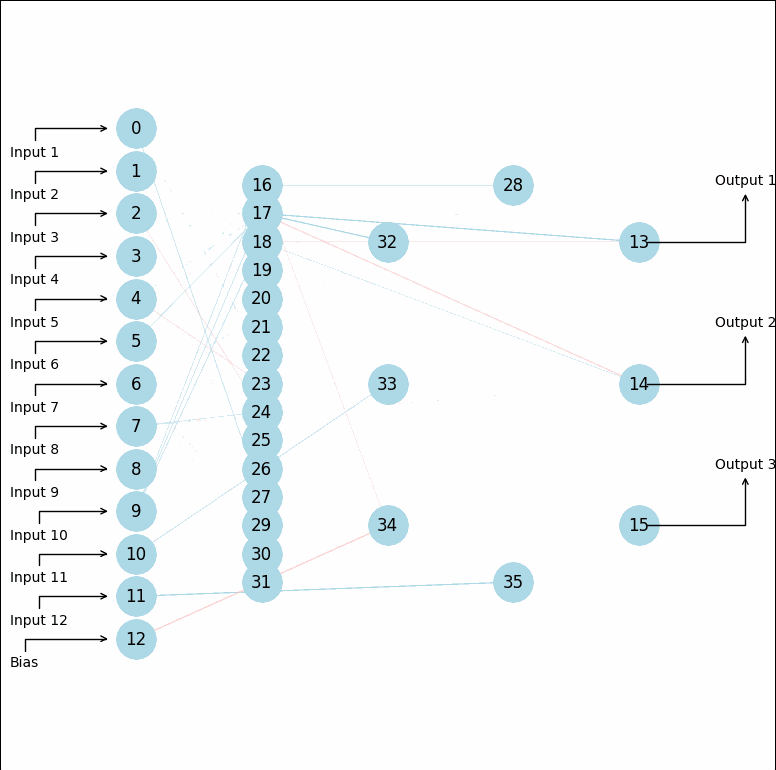 0
Input 1
1
Input 2
2
Input 3
3
Input 4
4
Input 5
5
Input 6
6
Input 7
7
Input 8
8
Input 9
9
Input 10
10
Input 11
11
Input 12
12
Bias
16
17
18
19
20
21
22
23
24
25
26
27
29
30
31
32
33
34
28
35
13
14
15
Output 1
Output 2
Output 3